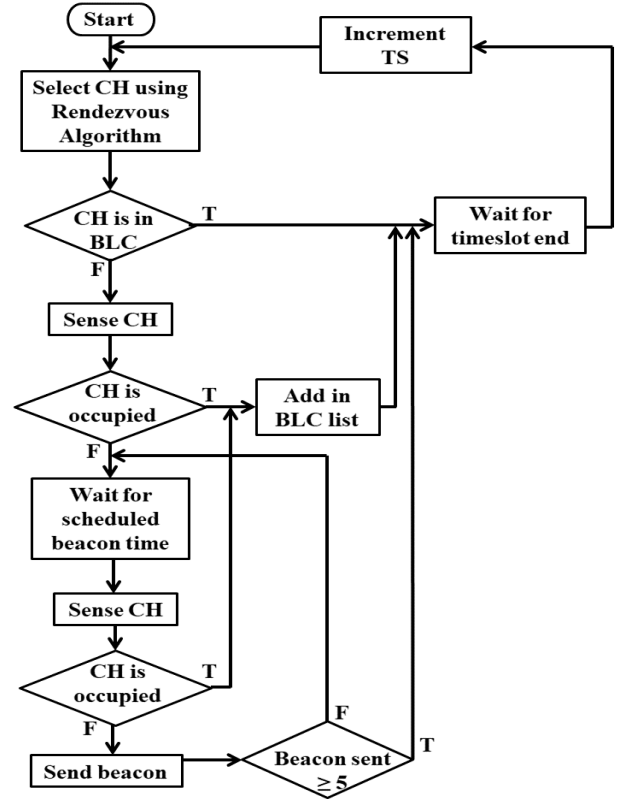 Start
Increment
TS
Select CH using
Rendezvous
Algorithm
CH is in
BLC
T
Wait for
timeslot end
F
Sense CH
CH is
occupied
T
Add in
BLC list
F
Wait for
scheduled
beacon time
Sense CH
CH is
occupied
T
F
Send beacon
F
Beacon sent
≥ 5
T